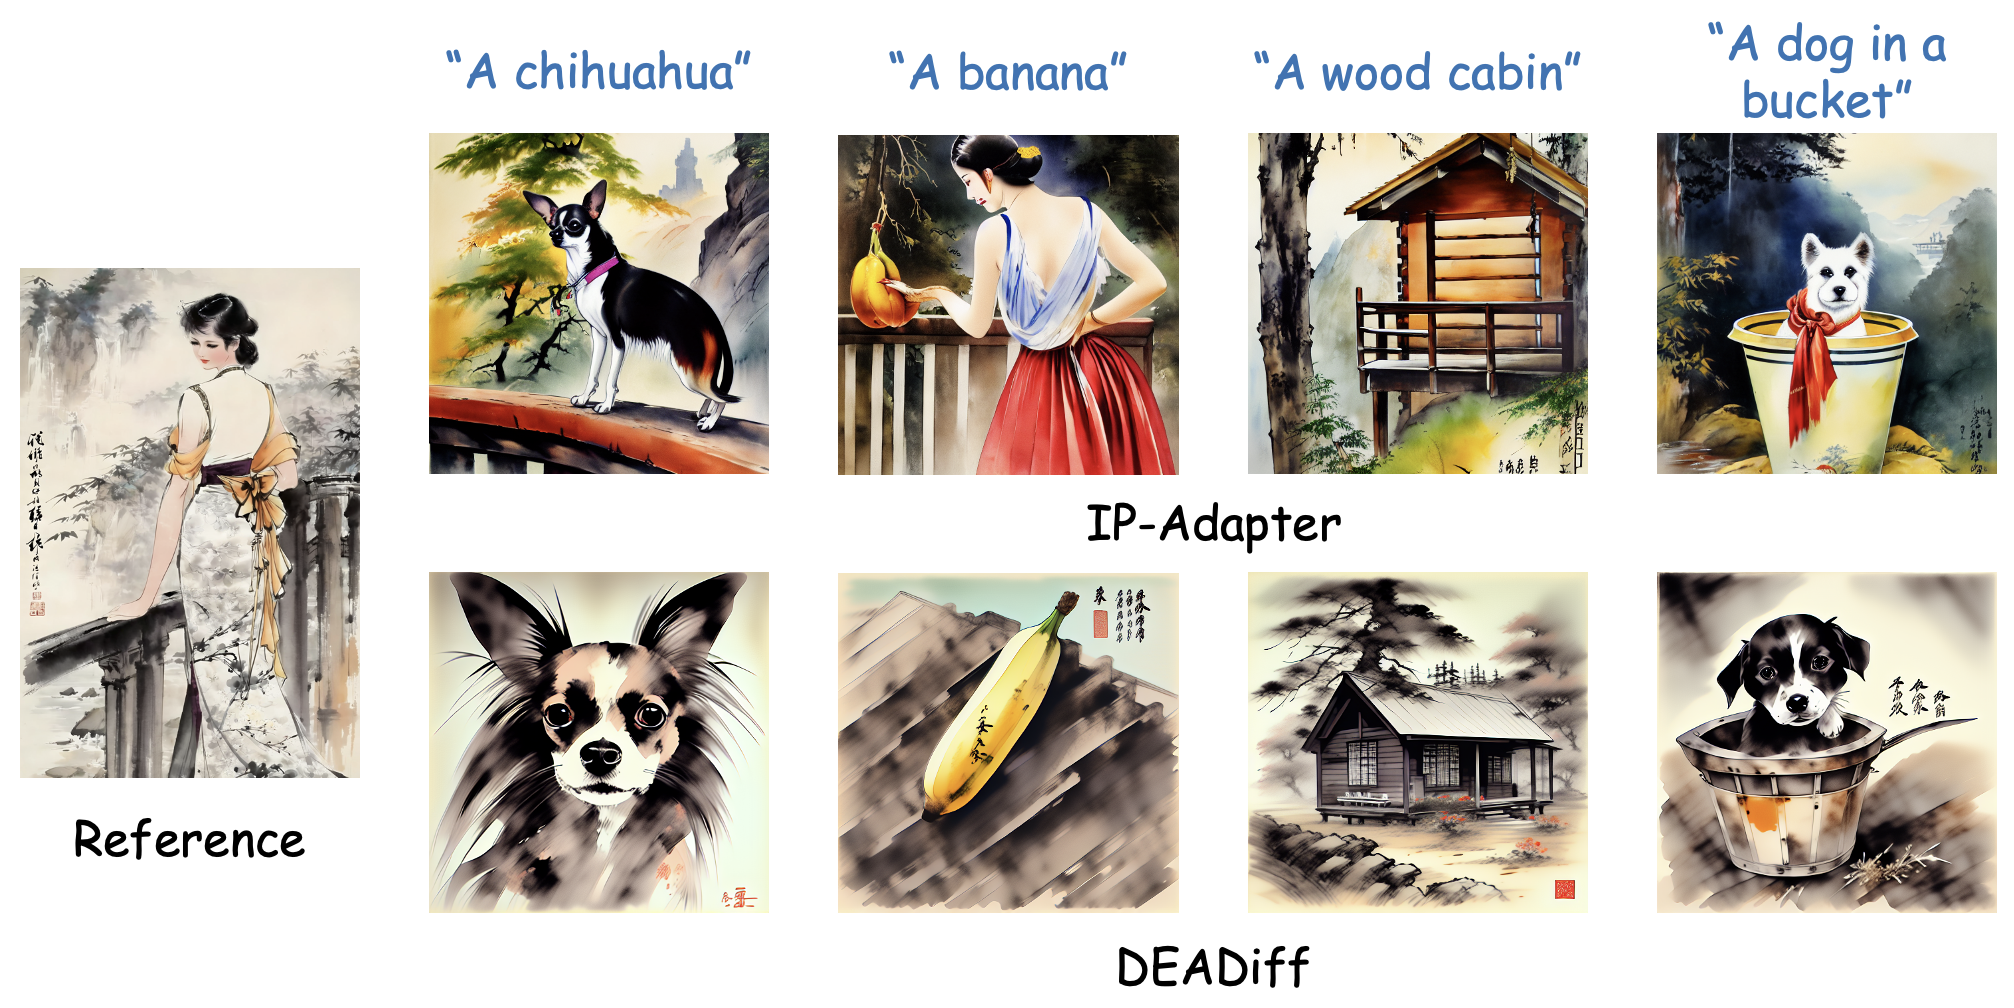 “A chihuahua”
“A banana”
“A wood cabin”
“A dog in a
bucket”
IP-Adapter
Reference
DEADiff